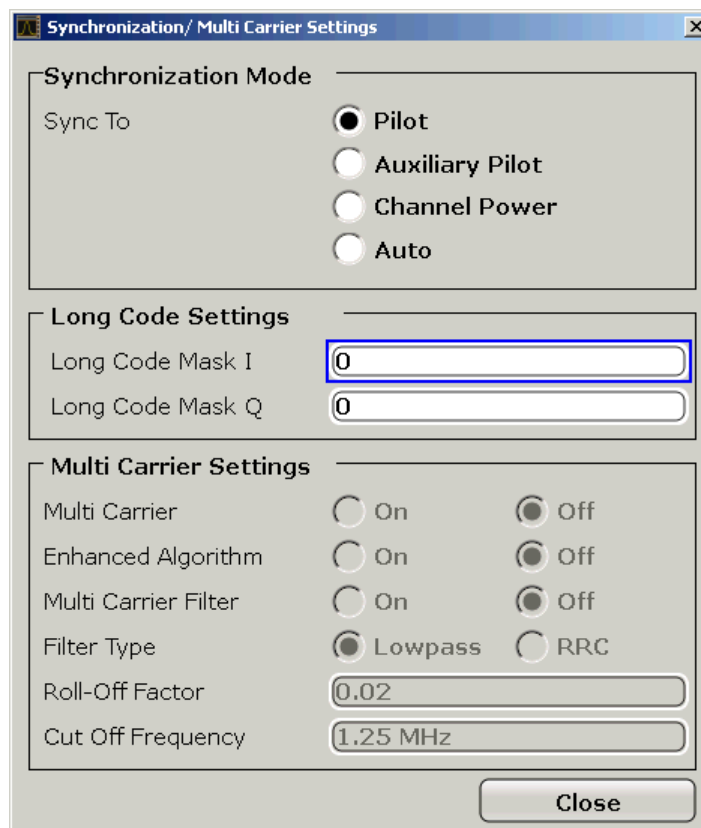 Synchronization/ Multi Carrier Settings
Synchronization Mode
Sync To Pilot
Auxiliary Pilot
Channel Power
Auto
Long Code Settings
Long Code Mask I 0
Long Code Mask Q 0
Multi Carrier Settings
Multi Carrier On Off
Enhanced Algorithm On Off
Multi Carrier Filter On Off
Filter Type Lowpass RRC
Roll-Off Factor 0.02
Cut Off Frequency 1.25 MHz
Close